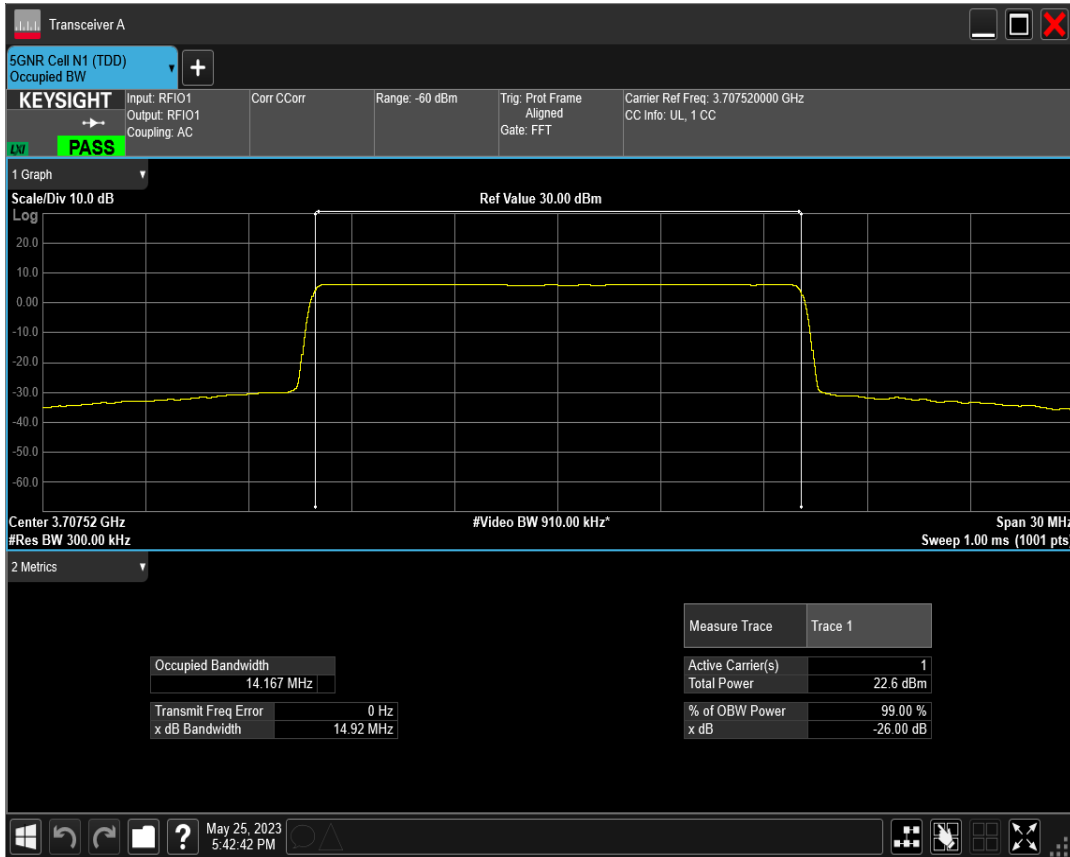 Transceiver A
5GNR Cell N1 (TDD)
Occupied BW
+
KEYSIGHT
LXI
PASS
Input: RFIO1
Output: RFIO1
Coupling: AC
Corr CCorr
Range: -60 dBm
Trig: Prot Frame
Aligned
Gate: FFT
Carrier Ref Freq: 3.707520000 GHz
CC Info: UL, 1 CC
1 Graph
Scale/Div 10.0 dB
Ref Value 30.00 dBm
Log
20.0
10.0
0.00
-10.0
-20.0
-30.0
-40.0
-50.0
-60.0
Center 3.70752 GHz
#Video BW 910.00 kHz*
Span 30 MHz
#Res BW 300.00 kHz
Sweep 1.00 ms (1001 pts)
2 Metrics
Measure Trace Trace 1
Occupied Bandwidth
14.167 MHz
Active Carrier(s) 1
Total Power 22.6 dBm
Transmit Freq Error 0 Hz
x dB Bandwidth 14.92 MHz
% of OBW Power 99.00 %
x dB -26.00 dB
?
May 25, 2023
5:42:42 PM